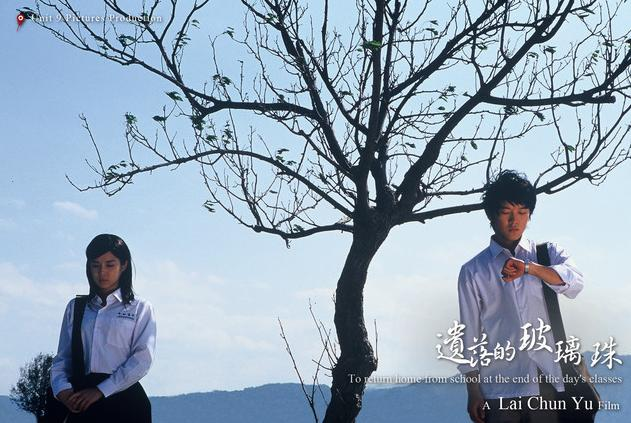 Unit 9 Pictures Production
遺落的玻璃珠
To return home from school at the end of the day's classes
A Lai Chun Yu Film